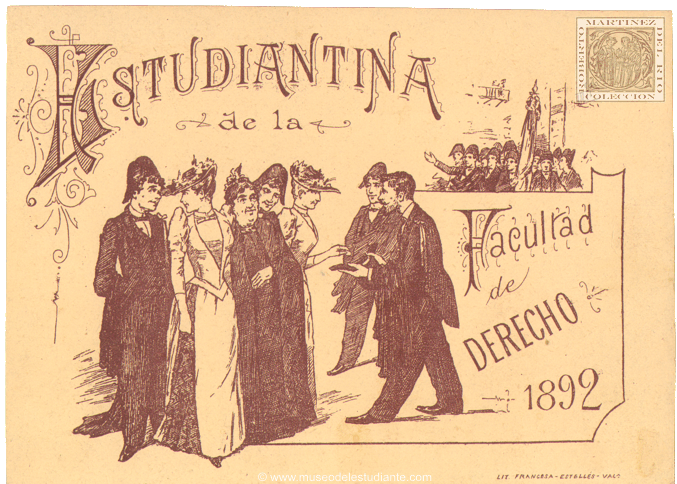 ESTUDIANTINA
de la
Facultad
de
DERECHO
1892
ROBERTO
MARTINEZ
DEL RIO
COLECCION
LIT. FRANCESA-ESTELLÉS-VALª
© www.museodelestudiante.com